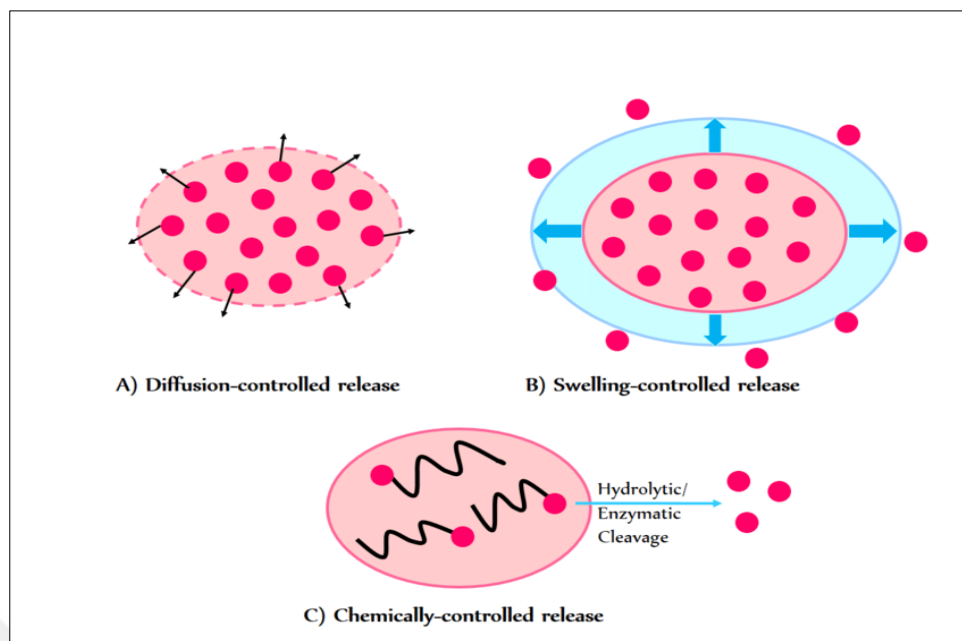 A) Diffusion-controlled release
B) Swelling-controlled release
Hydrolytic/
Enzymatic
Cleavage
C) Chemically-controlled release